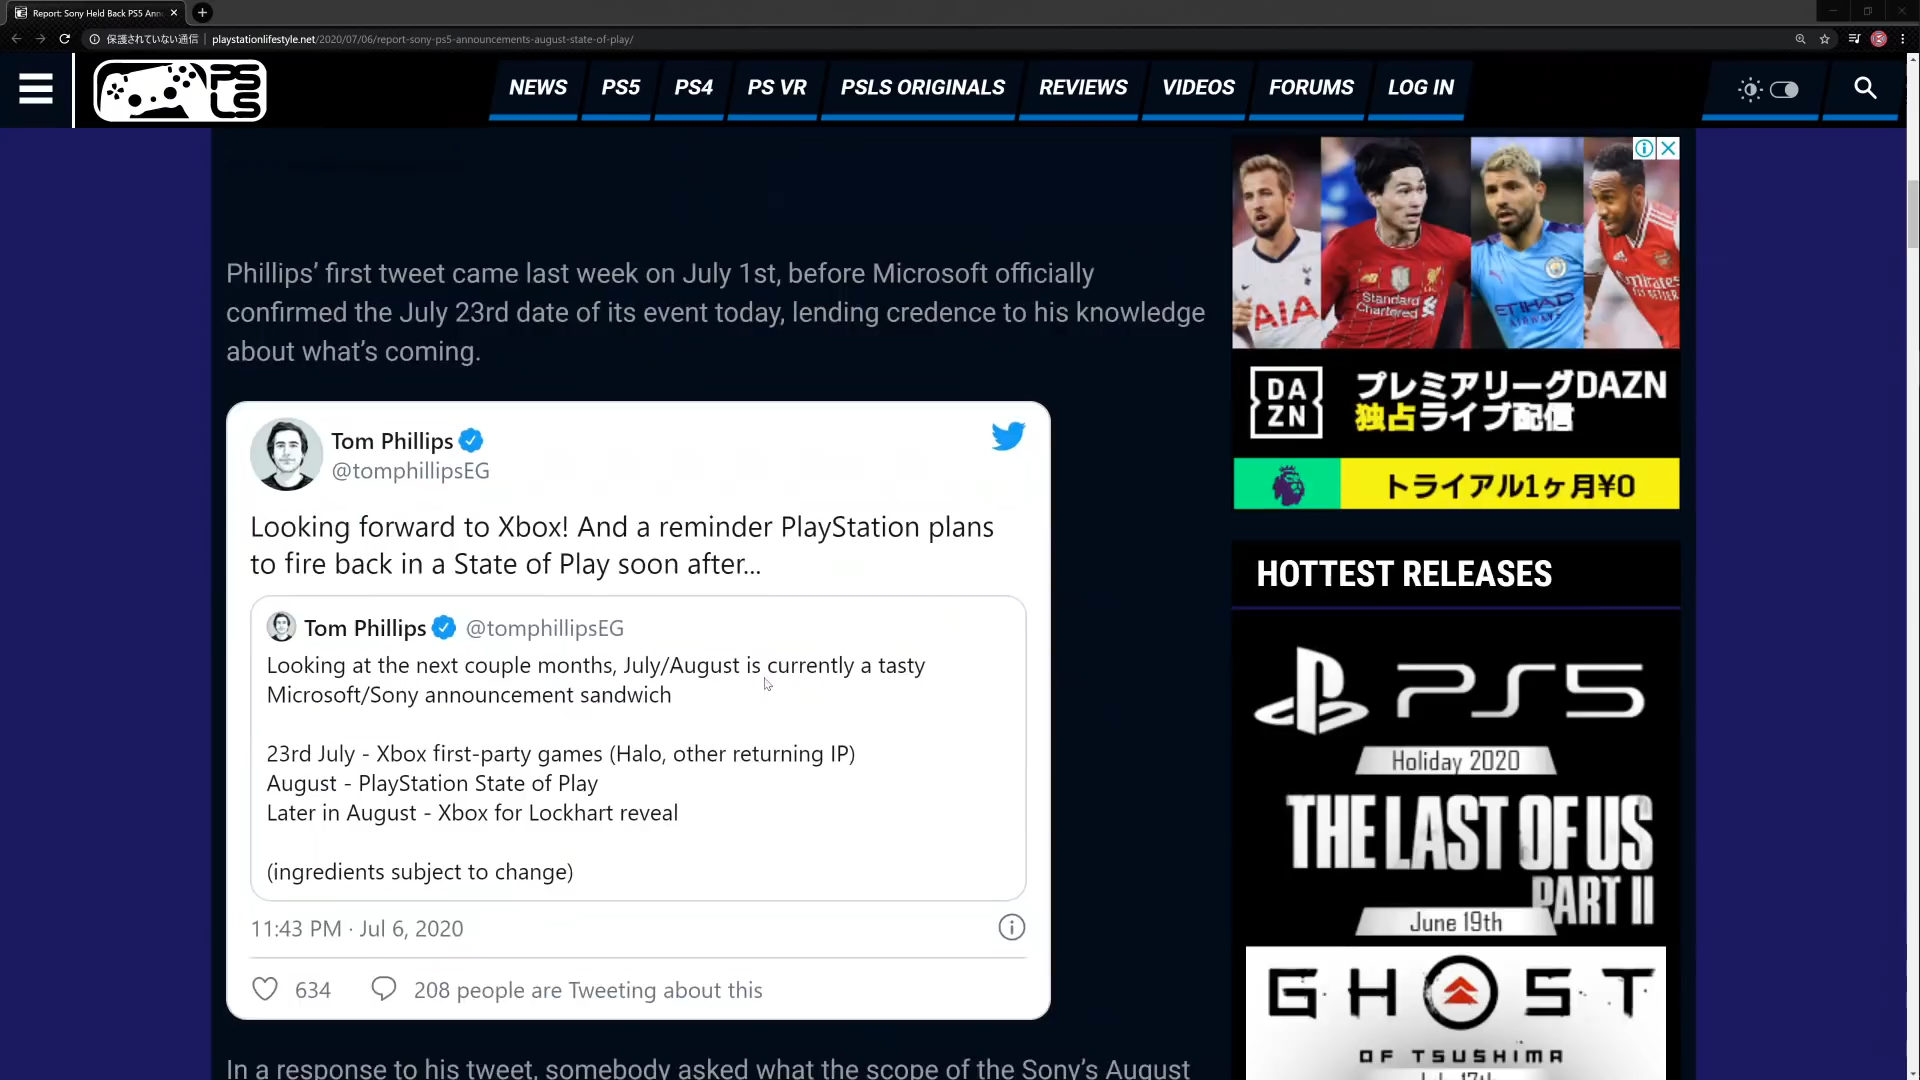 Report: Sony Held Back PS5 Ann
保護されていない通信 | playstationlifestyle.net/2020/07/06/report-sony-ps5-announcements-august-state-of-play/
PS
LS
NEWS
PS5
PS4
PS VR
PSLS ORIGINALS
REVIEWS
VIDEOS
FORUMS
LOG IN
Phillips’ first tweet came last week on July 1st, before Microsoft officially
confirmed the July 23rd date of its event today, lending credence to his knowledge
about what’s coming.
Tom Phillips
@tomphillipsEG
Looking forward to Xbox! And a reminder PlayStation plans
to fire back in a State of Play soon after...
Tom Phillips @tomphillipsEG
Looking at the next couple months, July/August is currently a tasty
Microsoft/Sony announcement sandwich
23rd July - Xbox first-party games (Halo, other returning IP)
August - PlayStation State of Play
Later in August - Xbox for Lockhart reveal
(ingredients subject to change)
11:43 PM · Jul 6, 2020
634
208 people are Tweeting about this
In a response to his tweet, somebody asked what the scope of the Sony’s August
AIA
Standard
Chartered
ETIHAD
AIRWAYS
Emirates
DA
ZN
プレミアリーグDAZN
独占ライブ配信
トライアル1ヶ月¥0
HOTTEST RELEASES
PS5
Holiday 2020
THE LAST OF US
PART II
June 19th
GHOST
OF TSUSHIMA
July 17th